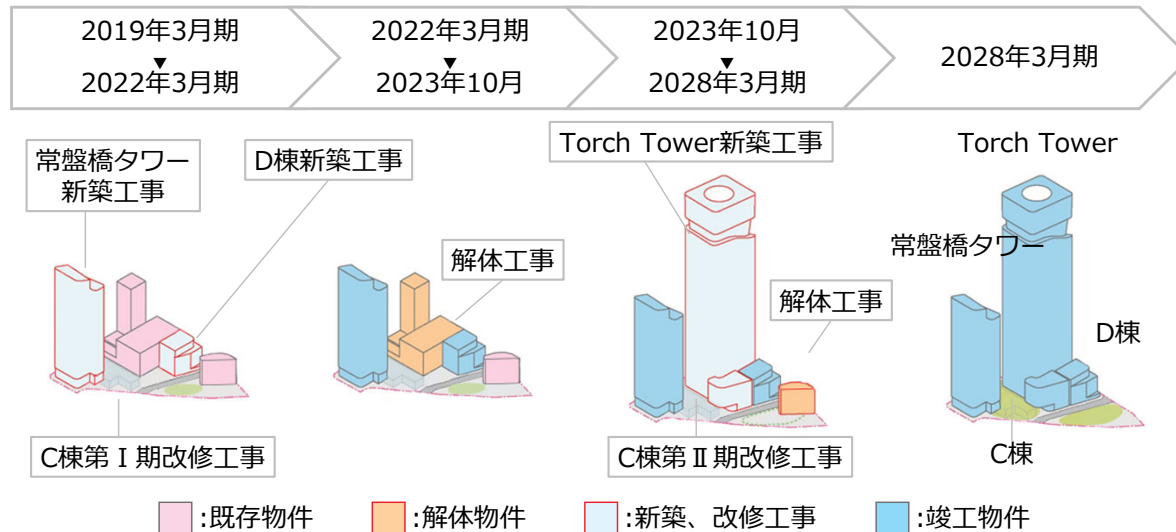 2019年3月期
▼
2022年3月期
2022年3月期
▼
2023年10月
2023年10月
▼
2028年3月期
2028年3月期
常盤橋タワー
新築工事
D棟新築工事
C棟第Ⅰ期改修工事
解体工事
Torch Tower新築工事
解体工事
C棟第Ⅱ期改修工事
Torch Tower
常盤橋タワー
D棟
C棟
:既存物件
:解体物件
:新築、改修工事
:竣工物件